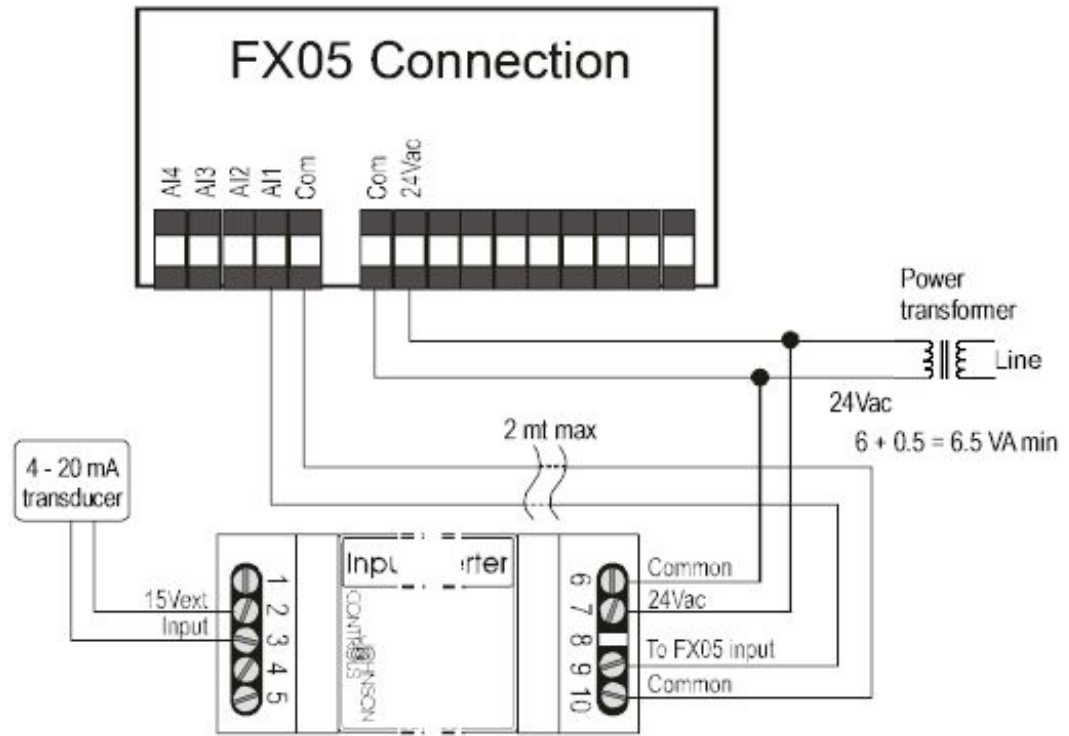 FX05 Connection
AI4
AI3
AI2
AI1
Com
Com
24Vac
Power
transformer
Line
24Vac
6 + 0.5 = 6.5 VA min
2 mt max
4 - 20 mA
transducer
15Vext
Input
1
2
3
4
5
CONTROLS
6
7
8
9
10
Common
24Vac
To FX05 input
Common